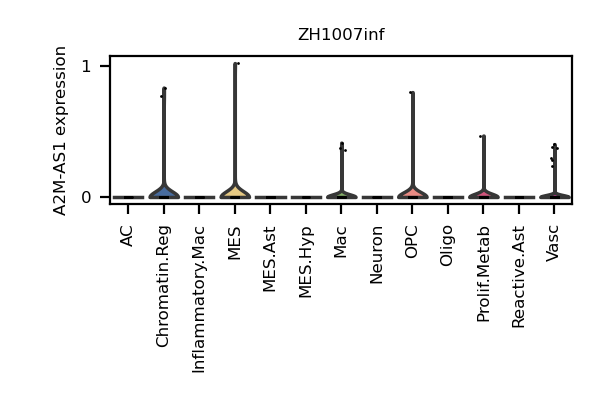 ZH1007inf
A2M-AS1 expression
1
0
AC
Chromatin.Reg
Inflammatory.Mac
MES
MES.Ast
MES.Hyp
Mac
Neuron
OPC
Oligo
Prolif.Metab
Reactive.Ast
Vasc